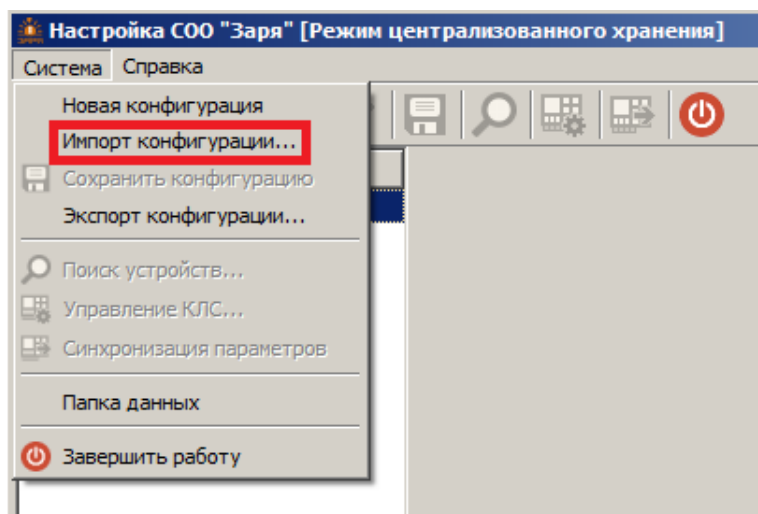 Настройка СОО "Заря" [Режим централизованного хранения]
Система Справка
Новая конфигурация
Импорт конфигурации...
Сохранить конфигурацию
Экспорт конфигурации...
Поиск устройств...
Управление КЛС...
Синхронизация параметров
Папка данных
Завершить работу